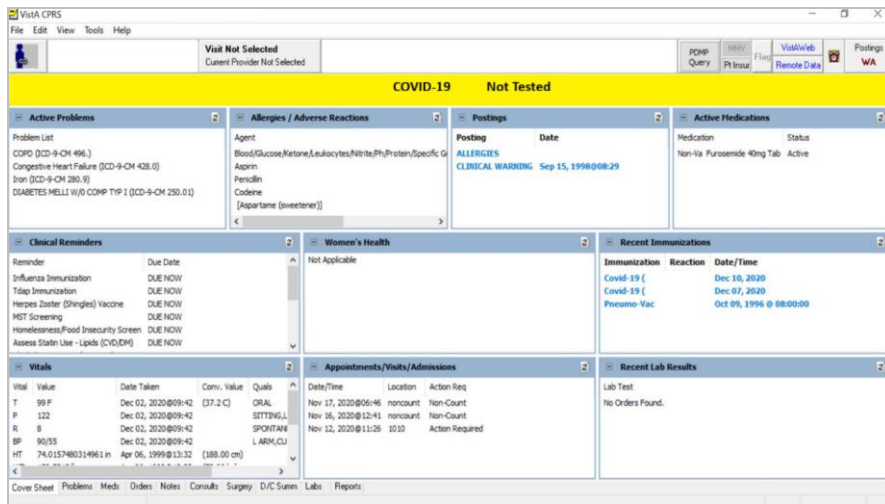 VistA CPRS
File Edit View Tools Help
Visit Not Selected
Current Provider Not Selected
PDMP Query
MHV
Pt Insur
Flag
VistAWeb
Remote Data
Postings
WA
COVID-19 Not Tested
Active Problems
Problem List
COPD (ICD-9-CM 496.)
Congestive Heart Failure (ICD-9-CM 428.0)
Iron (ICD-9-CM 280.9)
DIABETES MELLI W/O COMP TYP I (ICD-9-CM 250.01)
Allergies / Adverse Reactions
Agent
Blood/Glucose/Ketone/Leukocytes/Nitrite/Ph/Protein/Specific G
Aspirin
Penicillin
Codeine
[Aspartame (sweetener)]
Postings
Posting Date
ALLERGIES
CLINICAL WARNING Sep 15, 1998@08:29
Active Medications
Medication Status
Non-Va Furosemide 40mg Tab Active
Clinical Reminders
Reminder Due Date
Influenza Immunization DUE NOW
Tdap Immunization DUE NOW
Herpes Zoster (Shingles) Vaccine DUE NOW
MST Screening DUE NOW
Homelessness/Food Insecurity Screen DUE NOW
Assess Statin Use - Lipids (CVD/DM) DUE NOW
Women's Health
Not Applicable
Recent Immunizations
Immunization Reaction Date/Time
Covid-19 ( Dec 10, 2020
Covid-19 ( Dec 07, 2020
Pneumo-Vac Oct 09, 1996 @ 08:00:00
Vitals
Vital Value Date Taken Conv. Value Quals
T 99 F Dec 02, 2020@09:42 (37.2 C) ORAL
P 122 Dec 02, 2020@09:42 SITTING,L
R 8 Dec 02, 2020@09:42 SPONTAN
BP 90/55 Dec 02, 2020@09:42 L ARM,CU
HT 74.0157480314961 in Apr 06, 1999@13:32 (188.00 cm)
Appointments/Visits/Admissions
Date/Time Location Action Req
Nov 17, 2020@06:46 noncount Non-Count
Nov 16, 2020@12:41 noncount Non-Count
Nov 12, 2020@11:26 1010 Action Required
Recent Lab Results
Lab Test
No Orders Found.
Cover Sheet Problems Meds Orders Notes Consults Surgery D/C Summ Labs Reports